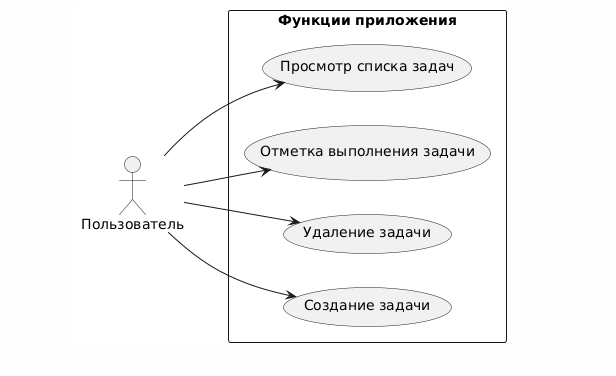 Функции приложения
Просмотр списка задач
Отметка выполнения задачи
Пользователь
Удаление задачи
Создание задачи